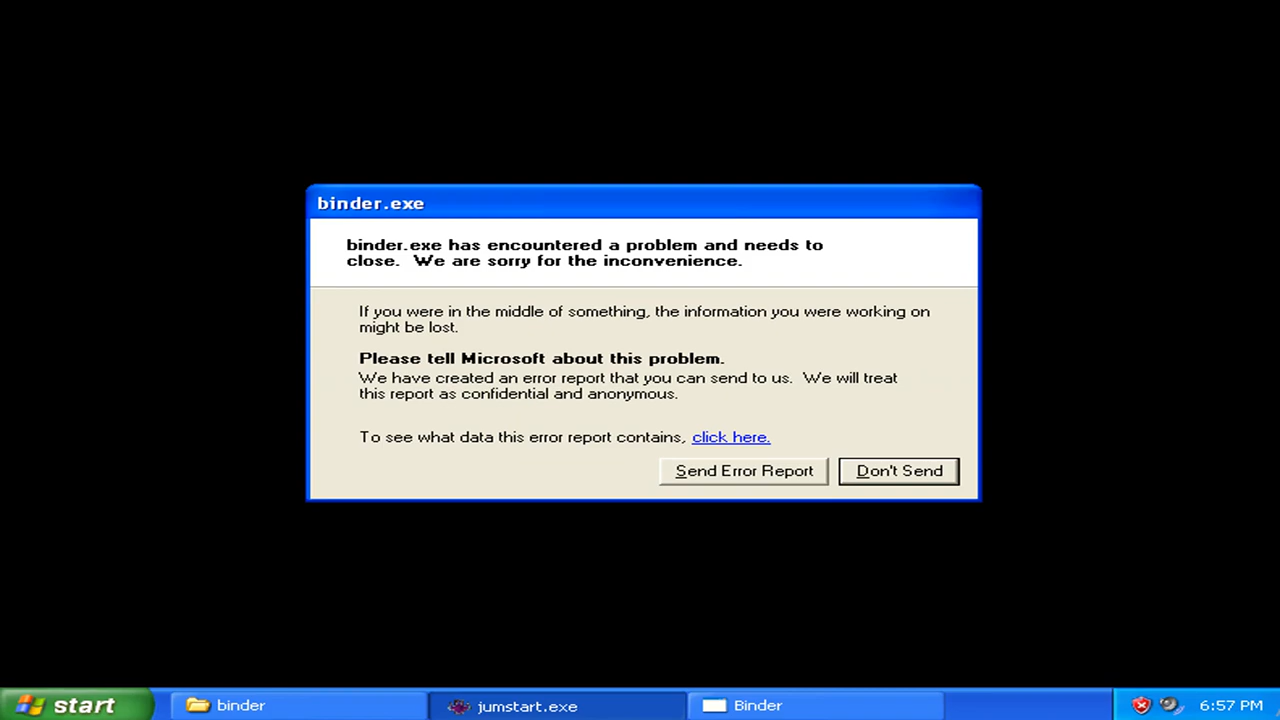 binder.exe
binder.exe has encountered a problem and needs to
close. We are sorry for the inconvenience.
If you were in the middle of something, the information you were working on
might be lost.
Please tell Microsoft about this problem.
We have created an error report that you can send to us. We will treat
this report as confidential and anonymous.
To see what data this error report contains, click here.
Send Error Report Don't Send
start binder jumstart.exe Binder 6:57 PM